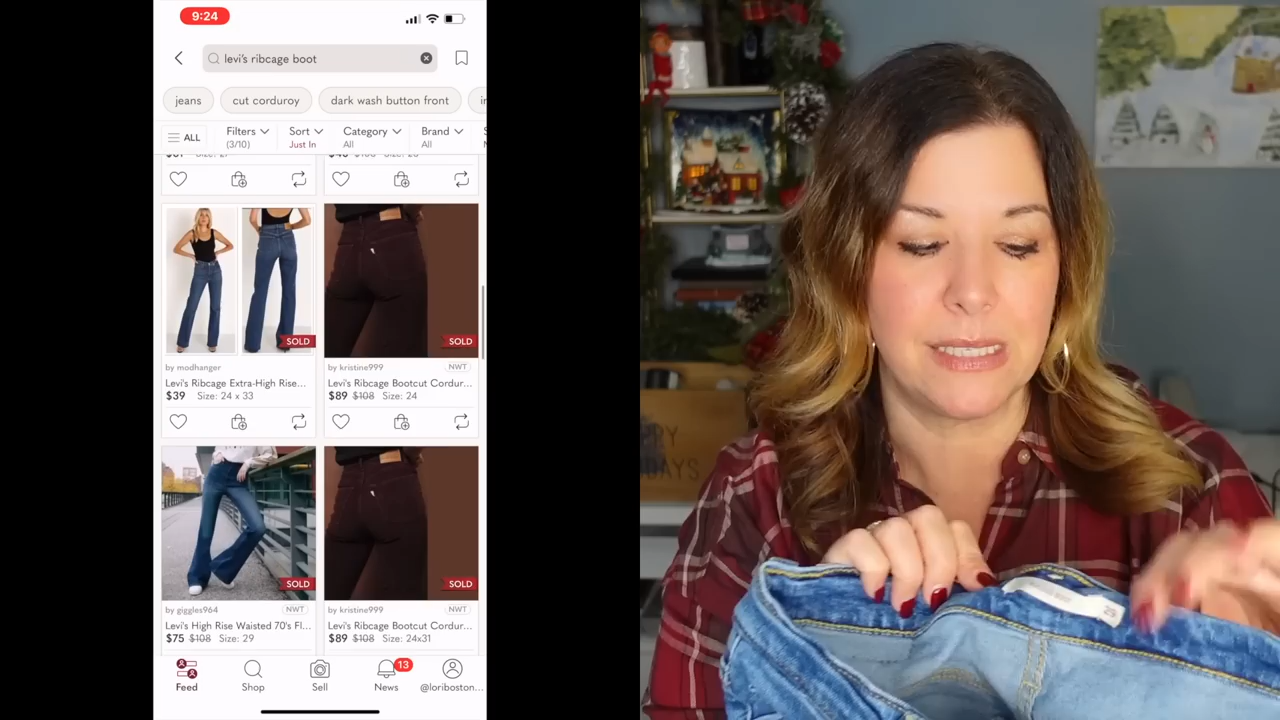 9:24
levi's ribcage boot
jeans
cut corduroy
dark wash button front
ALL
Filters
(3/10)
Sort
Just In
Category
All
Brand
All
SOLD
SOLD
by modhanger
by kristine999
NWT
Levi's Ribcage Extra-High Rise...
Levi's Ribcage Bootcut Cordur...
$39 Size: 24 x 33
$89 $108 Size: 24
SOLD
SOLD
by giggles964
NWT
by kristine999
NWT
Levi's High Rise Waisted 70's Fl...
Levi's Ribcage Bootcut Cordur...
$75 $108 Size: 29
$89 $108 Size: 24x31
Feed
Shop
Sell
13
News
@loriboston...
29